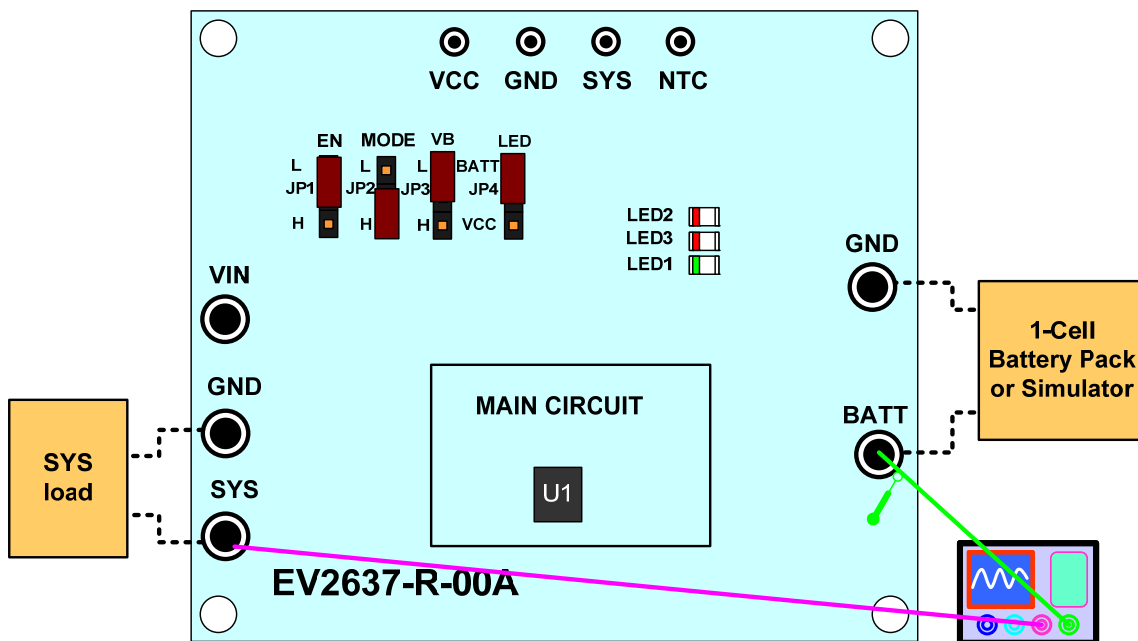 VCC GND SYS NTC
EN MODE VB LED
L L L BATT
JP1 JP2 JP3 JP4
H H H VCC
LED2
LED3
LED1
GND
VIN
1-Cell
Battery Pack
or Simulator
GND
MAIN CIRCUIT
BATT
SYS
load
SYS
U1
EV2637-R-00A